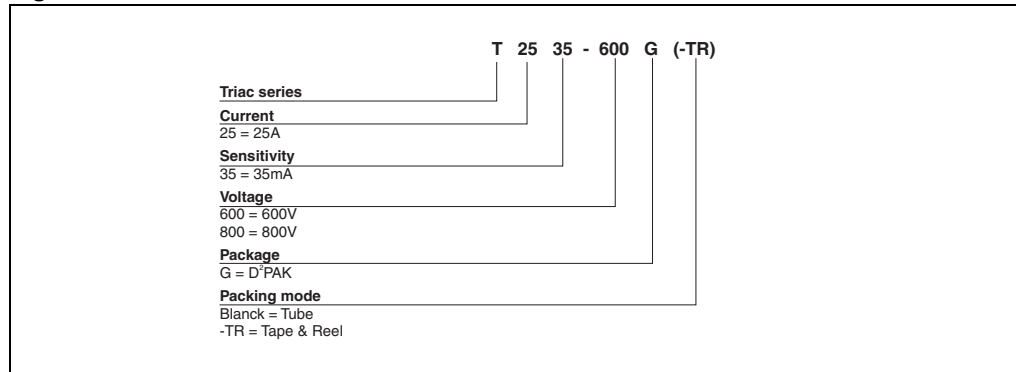 T 25 35 - 600 G (-TR)
Triac series
Current
25 = 25A
Sensitivity
35 = 35mA
Voltage
600 = 600V
800 = 800V
Package
G = D²PAK
Packing mode
Blanck = Tube
-TR = Tape & Reel